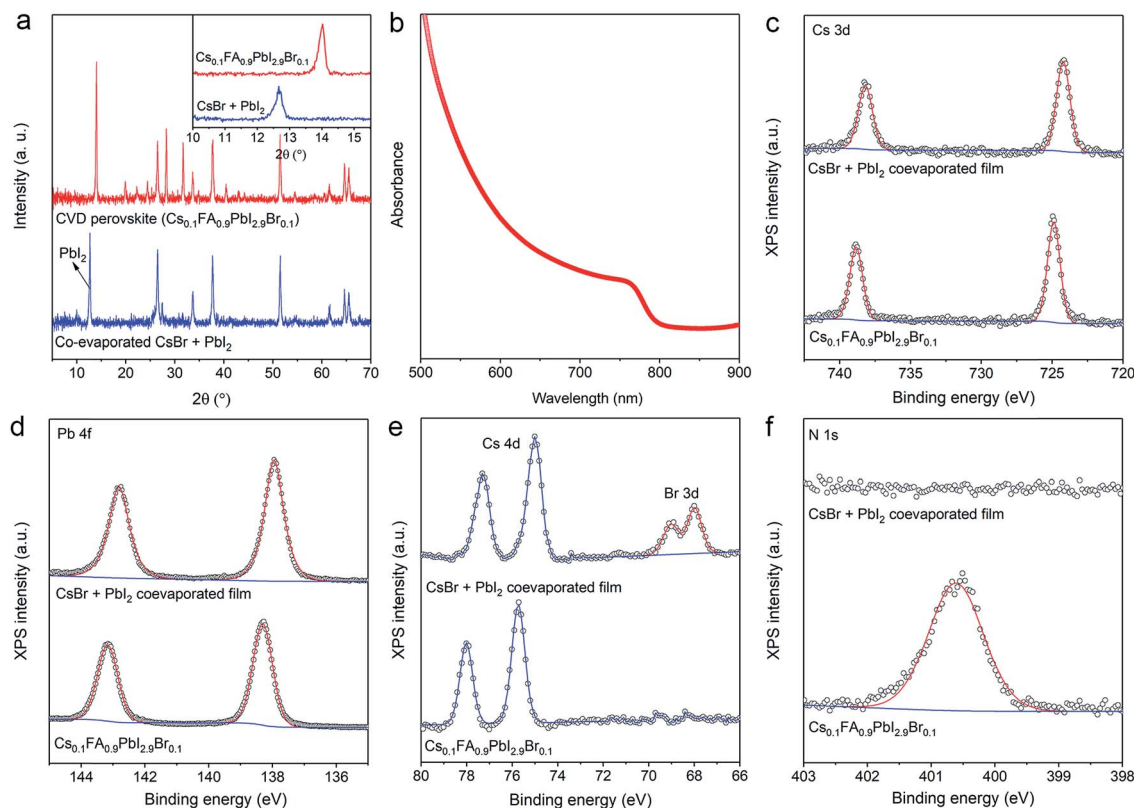 a
Intensity (a. u.)
Cs₀.₁FA₀.₉PbI₂.₉Br₀.₁
CsBr + PbI₂
10 11 12 13 14 15
2θ (°)
CVD perovskite (Cs₀.₁FA₀.₉PbI₂.₉Br₀.₁)
PbI₂
Co-evaporated CsBr + PbI₂
10 20 30 40 50 60 70
2θ (°)
b
Absorbance
500 600 700 800 900
Wavelength (nm)
c
Cs 3d
XPS intensity (a.u.)
CsBr + PbI₂ coevaporated film
Cs₀.₁FA₀.₉PbI₂.₉Br₀.₁
740 735 730 725 720
Binding energy (eV)
d
Pb 4f
XPS intensity (a.u.)
CsBr + PbI₂ coevaporated film
Cs₀.₁FA₀.₉PbI₂.₉Br₀.₁
144 142 140 138 136
Binding energy (eV)
e
Cs 4d
Br 3d
XPS intensity (a.u.)
CsBr + PbI₂ coevaporated film
Cs₀.₁FA₀.₉PbI₂.₉Br₀.₁
80 78 76 74 72 70 68 66
Binding energy (eV)
f
N 1s
XPS intensity (a.u.)
CsBr + PbI₂ coevaporated film
Cs₀.₁FA₀.₉PbI₂.₉Br₀.₁
403 402 401 400 399 398
Binding energy (eV)